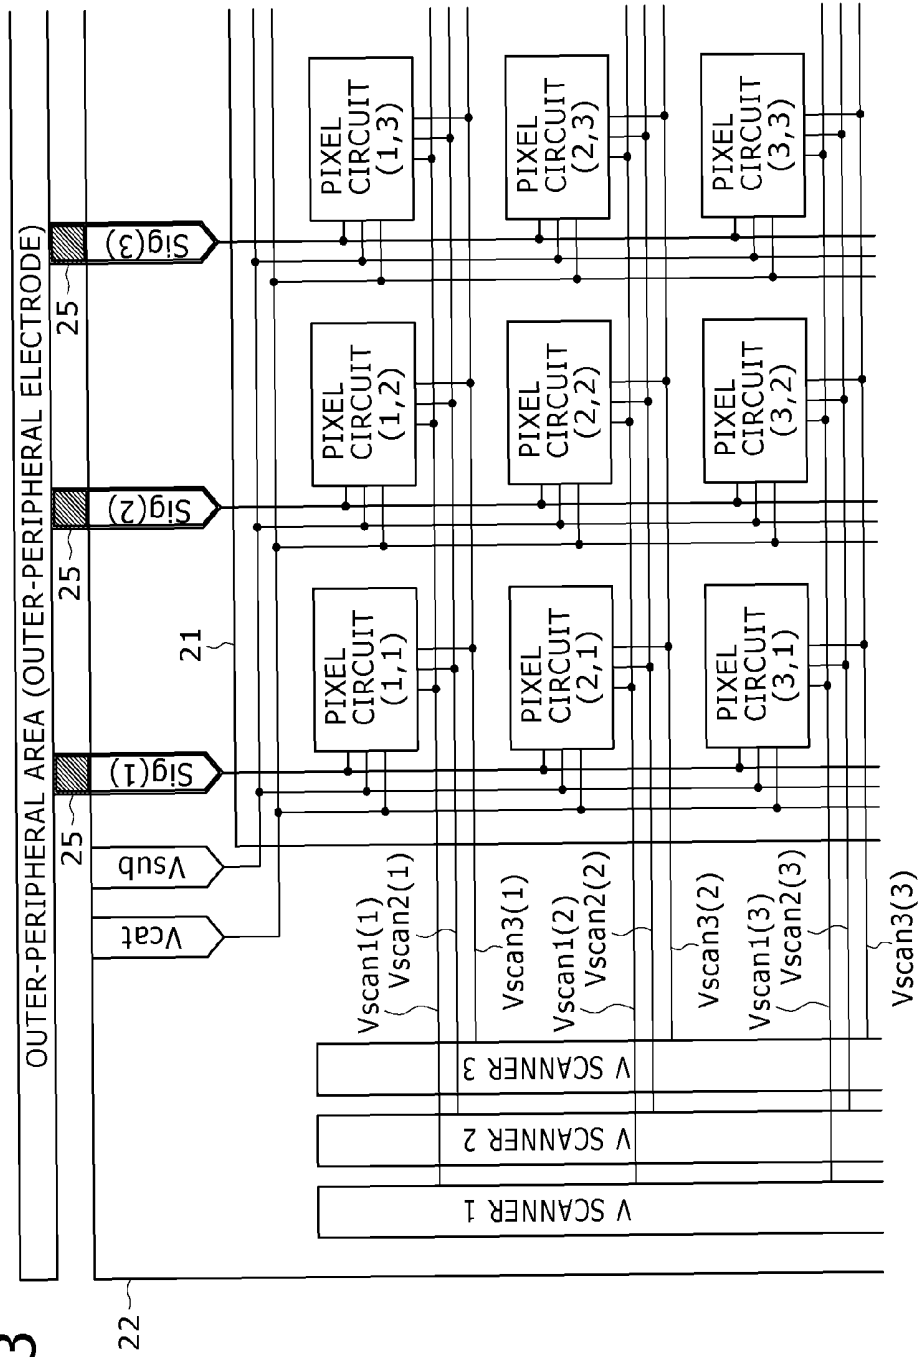 3
OUTER-PERIPHERAL AREA (OUTER-PERIPHERAL ELECTRODE)
22
25
25
25
Vcat
Vsub
Sig(1)
Sig(2)
Sig(3)
21
V SCANNER 1
V SCANNER 2
V SCANNER 3
Vscan1(1)
Vscan2(1)
Vscan3(1)
PIXEL
CIRCUIT
(1,1)
PIXEL
CIRCUIT
(1,2)
PIXEL
CIRCUIT
(1,3)
Vscan1(2)
Vscan2(2)
Vscan3(2)
PIXEL
CIRCUIT
(2,1)
PIXEL
CIRCUIT
(2,2)
PIXEL
CIRCUIT
(2,3)
Vscan1(3)
Vscan2(3)
Vscan3(3)
PIXEL
CIRCUIT
(3,1)
PIXEL
CIRCUIT
(3,2)
PIXEL
CIRCUIT
(3,3)